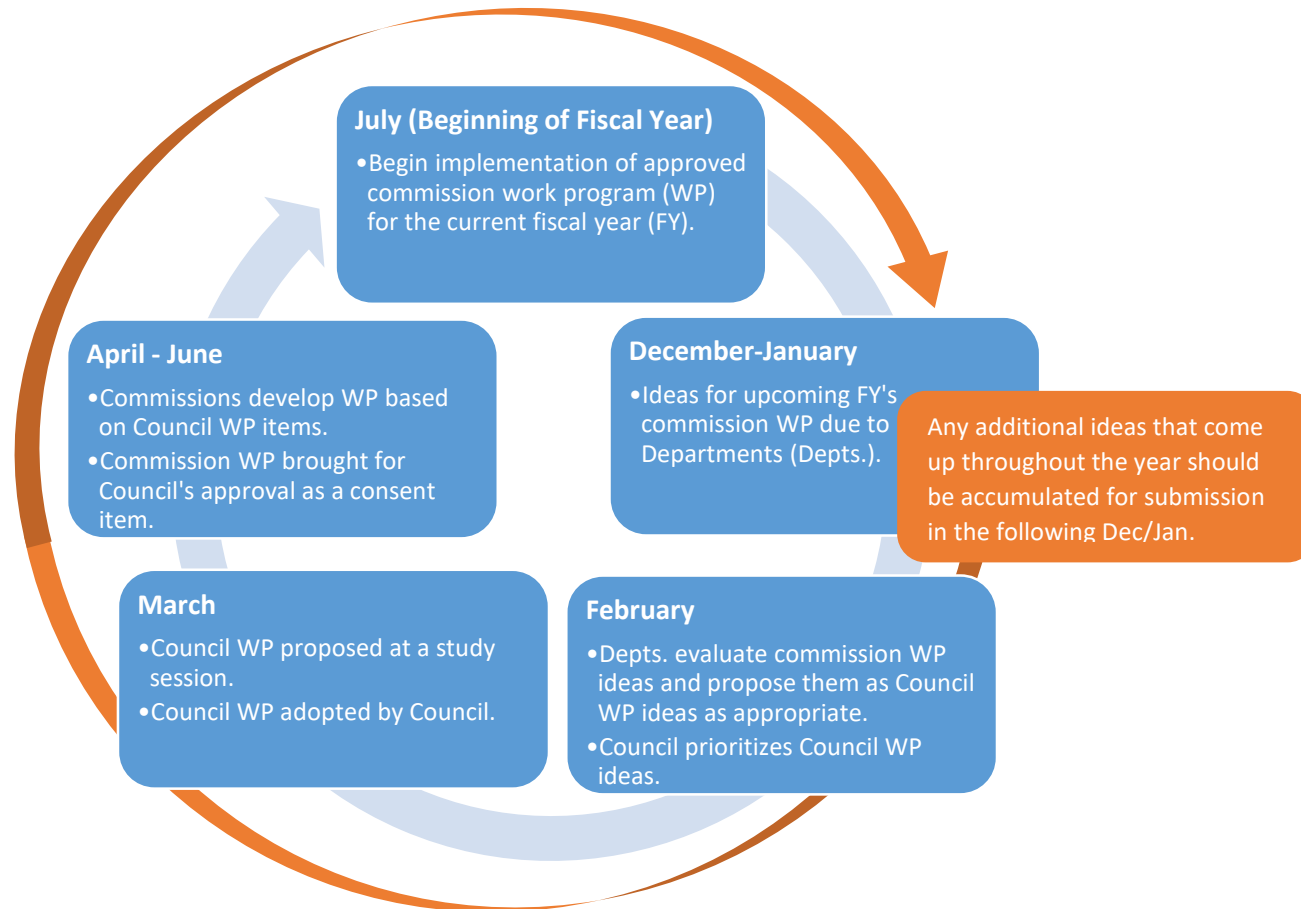 July (Beginning of Fiscal Year)
•Begin implementation of approved
commission work program (WP)
for the current fiscal year (FY).
December-January
•Ideas for upcoming FY's
commission WP due to
Departments (Depts.).
Any additional ideas that come
up throughout the year should
be accumulated for submission
in the following Dec/Jan.
February
•Depts. evaluate commission WP
ideas and propose them as Council
WP ideas as appropriate.
•Council prioritizes Council WP
ideas.
March
•Council WP proposed at a study
session.
•Council WP adopted by Council.
April - June
•Commissions develop WP based
on Council WP items.
•Commission WP brought for
Council's approval as a consent
item.